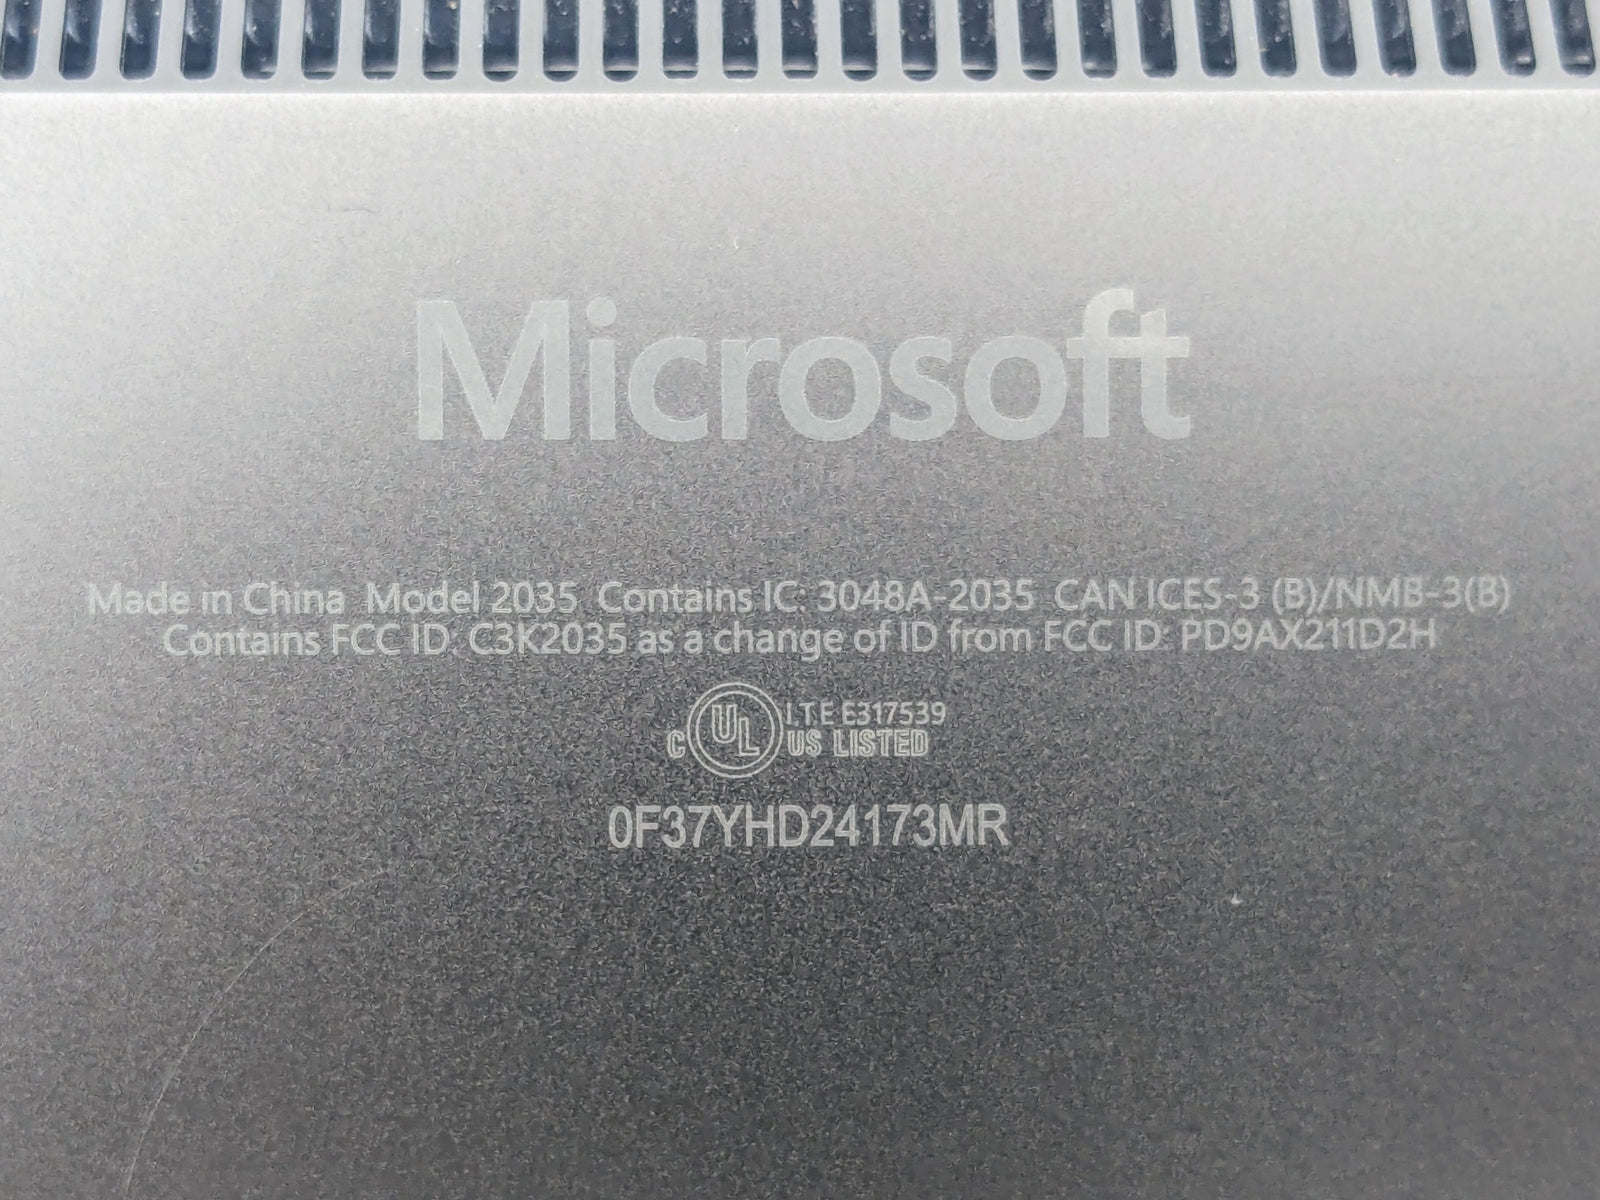 Microsoft
Made in China Model 2035 Contains IC: 3048A-2035 CAN ICES-3 (B)/NMB-3(B)
Contains FCC ID: C3K2035 as a change of ID from FCC ID: PD9AX211D2H
I.T.E E317539
C UL US LISTED
0F37YHD24173MR